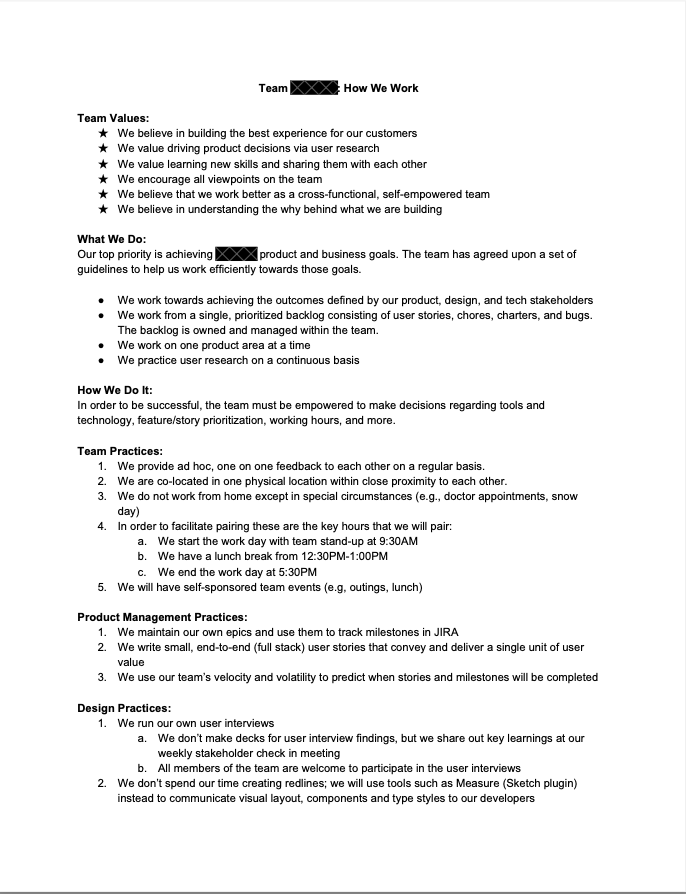 Team : How We Work
Team Values:
★ We believe in building the best experience for our customers
★ We value driving product decisions via user research
★ We value learning new skills and sharing them with each other
★ We encourage all viewpoints on the team
★ We believe that we work better as a cross-functional, self-empowered team
★ We believe in understanding the why behind what we are building
What We Do:
Our top priority is achieving product and business goals. The team has agreed upon a set of
guidelines to help us work efficiently towards those goals.
● We work towards achieving the outcomes defined by our product, design, and tech stakeholders
● We work from a single, prioritized backlog consisting of user stories, chores, charters, and bugs.
The backlog is owned and managed within the team.
● We work on one product area at a time
● We practice user research on a continuous basis
How We Do It:
In order to be successful, the team must be empowered to make decisions regarding tools and
technology, feature/story prioritization, working hours, and more.
Team Practices:
1. We provide ad hoc, one on one feedback to each other on a regular basis.
2. We are co-located in one physical location within close proximity to each other.
3. We do not work from home except in special circumstances (e.g., doctor appointments, snow
day)
4. In order to facilitate pairing these are the key hours that we will pair:
a. We start the work day with team stand-up at 9:30AM
b. We have a lunch break from 12:30PM-1:00PM
c. We end the work day at 5:30PM
5. We will have self-sponsored team events (e.g, outings, lunch)
Product Management Practices:
1. We maintain our own epics and use them to track milestones in JIRA
2. We write small, end-to-end (full stack) user stories that convey and deliver a single unit of user
value
3. We use our team's velocity and volatility to predict when stories and milestones will be completed
Design Practices:
1. We run our own user interviews
a. We don't make decks for user interview findings, but we share out key learnings at our
weekly stakeholder check in meeting
b. All members of the team are welcome to participate in the user interviews
2. We don't spend our time creating redlines; we will use tools such as Measure (Sketch plugin)
instead to communicate visual layout, components and type styles to our developers